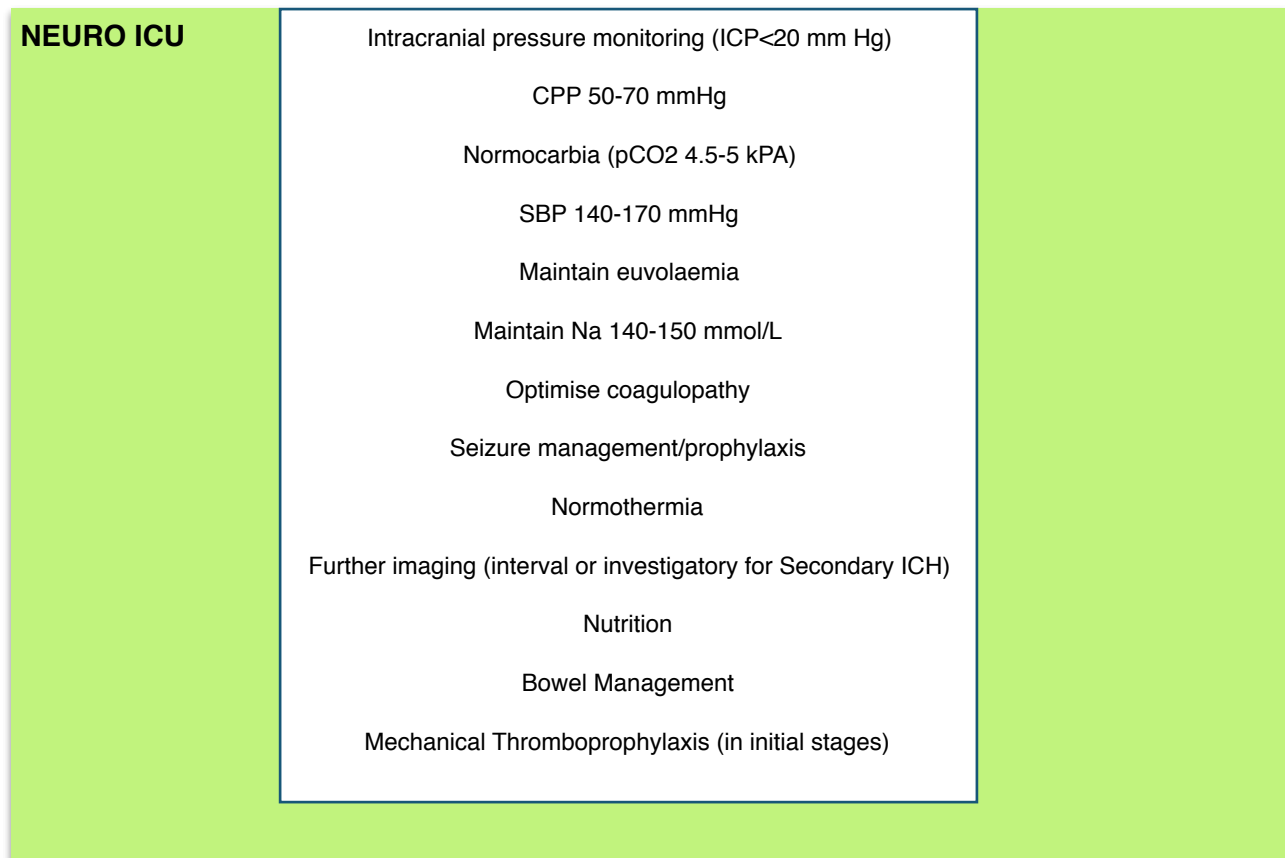 NEURO ICU
Intracranial pressure monitoring (ICP<20 mm Hg)
CPP 50-70 mmHg
Normocarbia (pCO2 4.5-5 kPA)
SBP 140-170 mmHg
Maintain euvolaemia
Maintain Na 140-150 mmol/L
Optimise coagulopathy
Seizure management/prophylaxis
Normothermia
Further imaging (interval or investigatory for Secondary ICH)
Nutrition
Bowel Management
Mechanical Thromboprophylaxis (in initial stages)